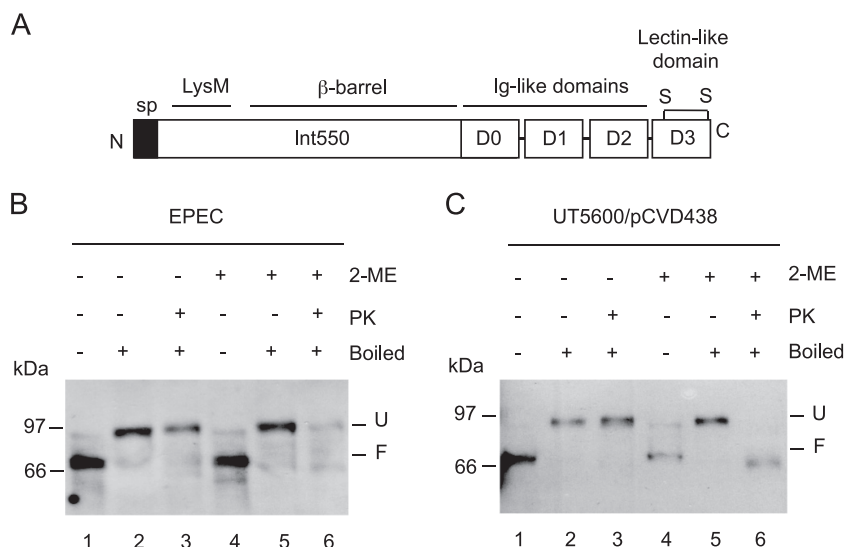 A
Lectin-like
domain
LysM
β-barrel
Ig-like domains
S S
sp
N
Int550
D0
D1
D2
D3
C
B
EPEC
- - - + + + 2-ME
- - + - - + PK
- + + - + + Boiled
kDa
97
66
U
F
1 2 3 4 5 6
C
UT5600/pCVD438
- - - + + + 2-ME
- - + - - + PK
- + + - + + Boiled
kDa
97
66
U
F
1 2 3 4 5 6